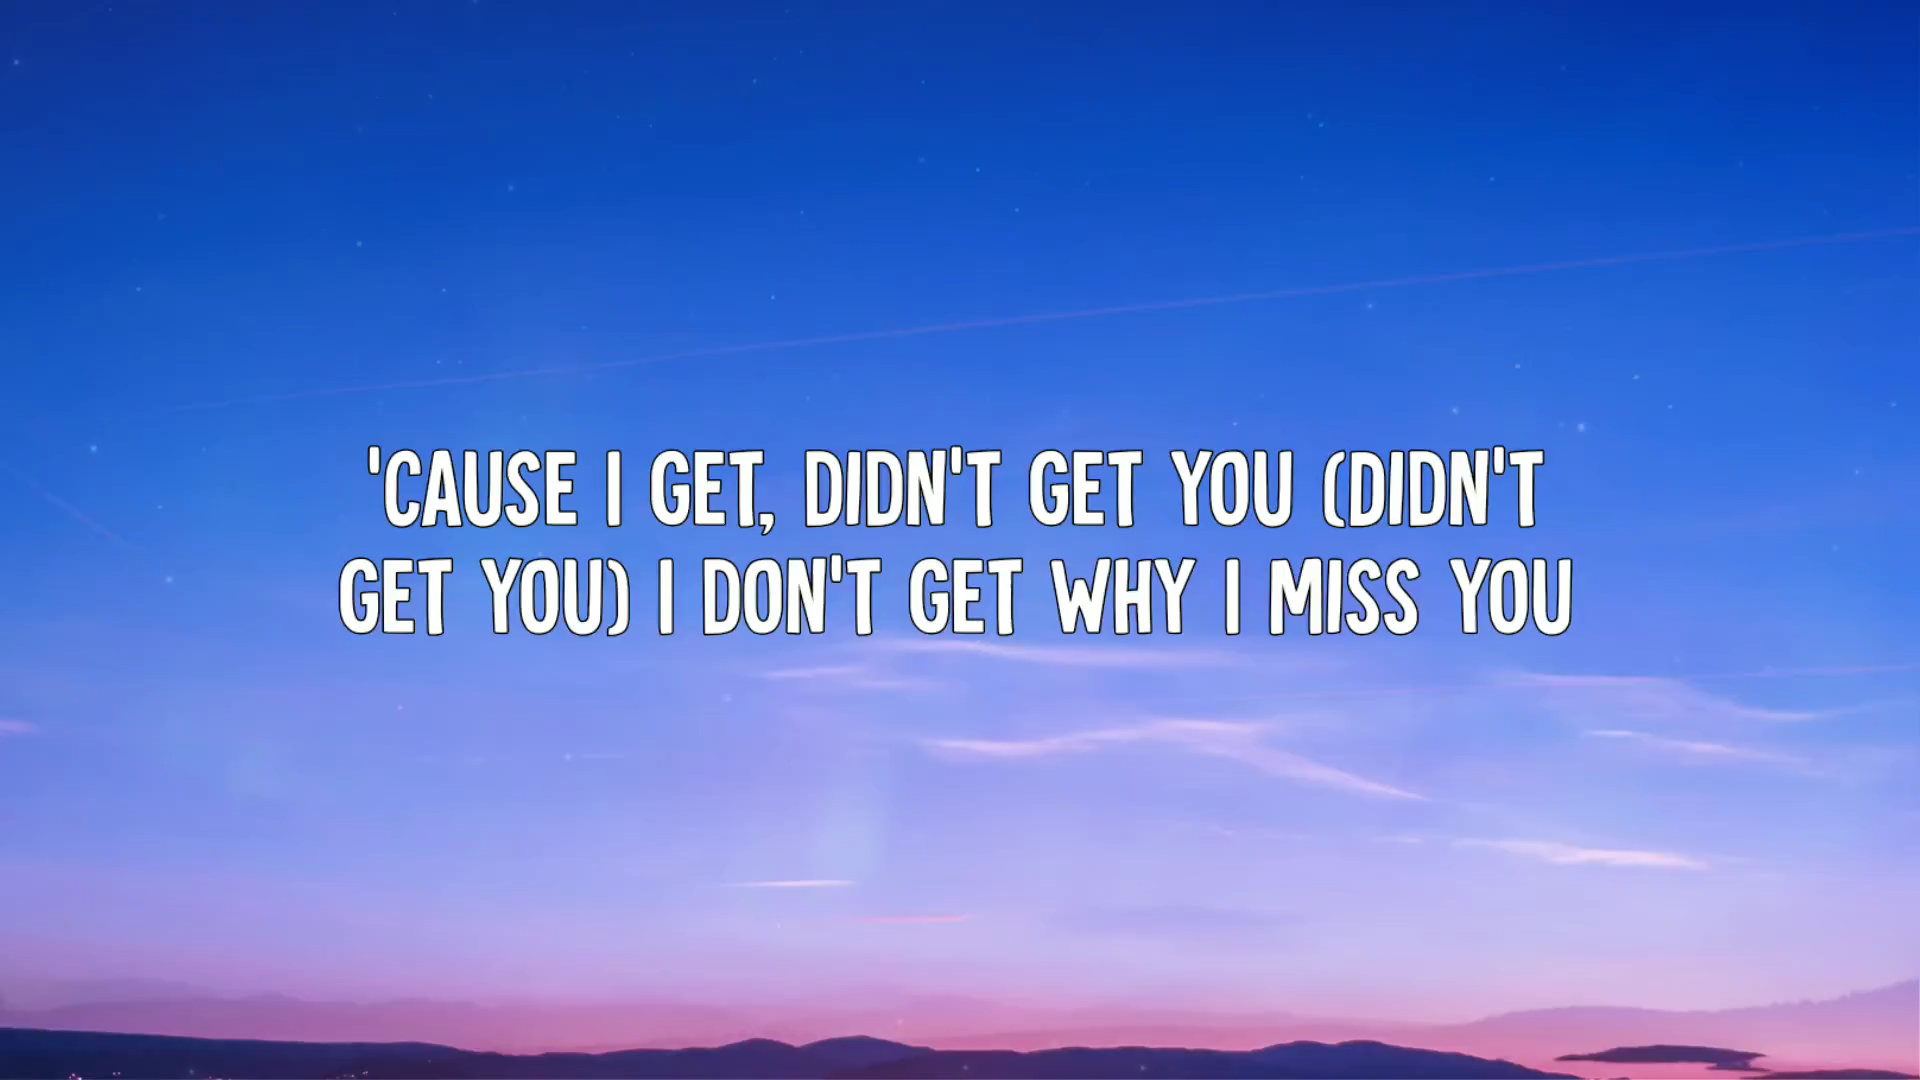 'CAUSE I GET, DIDN'T GET YOU (DIDN'T
GET YOU) I DON'T GET WHY I MISS YOU